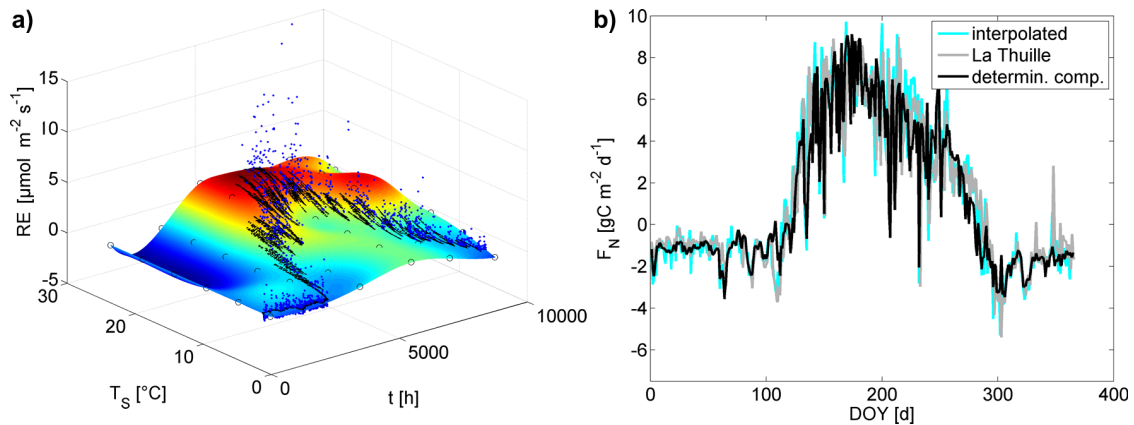 a)
RE [µmol m⁻² s⁻¹]
15
10
5
0
-5
30
20
10
0
T_S [°C]
0
5000
10000
t [h]
b)
F_N [gC m⁻² d⁻¹]
10
8
6
4
2
0
-2
-4
-6
0
100
200
300
400
DOY [d]
interpolated
La Thuille
determin. comp.